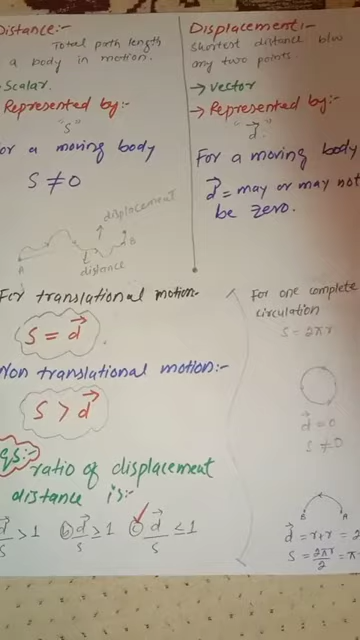 Distance:-
Total path length
a body in motion.
Scalar.
Represented by:-
"S"
For a moving body
S ≠ 0
displacement
A
B
distance
Displacement:-
Shortest distance b/w
any two points.
→ vector
→ Represented by:-
"d⃗"
For a moving body
d⃗ = may or may not
be zero.
For translational motion-
S = d⃗
Non translational motion:-
S > d⃗
Qs:-
ratio of displacement
distance is:-
d⃗/S > 1 (b) d⃗/S ≥ 1 (c) d⃗/S ≤ 1
For one complete
circulation
S = 2πr
d⃗ = 0
S ≠ 0
B A
d⃗ = r+r = 2
S = 2πr/2 = π